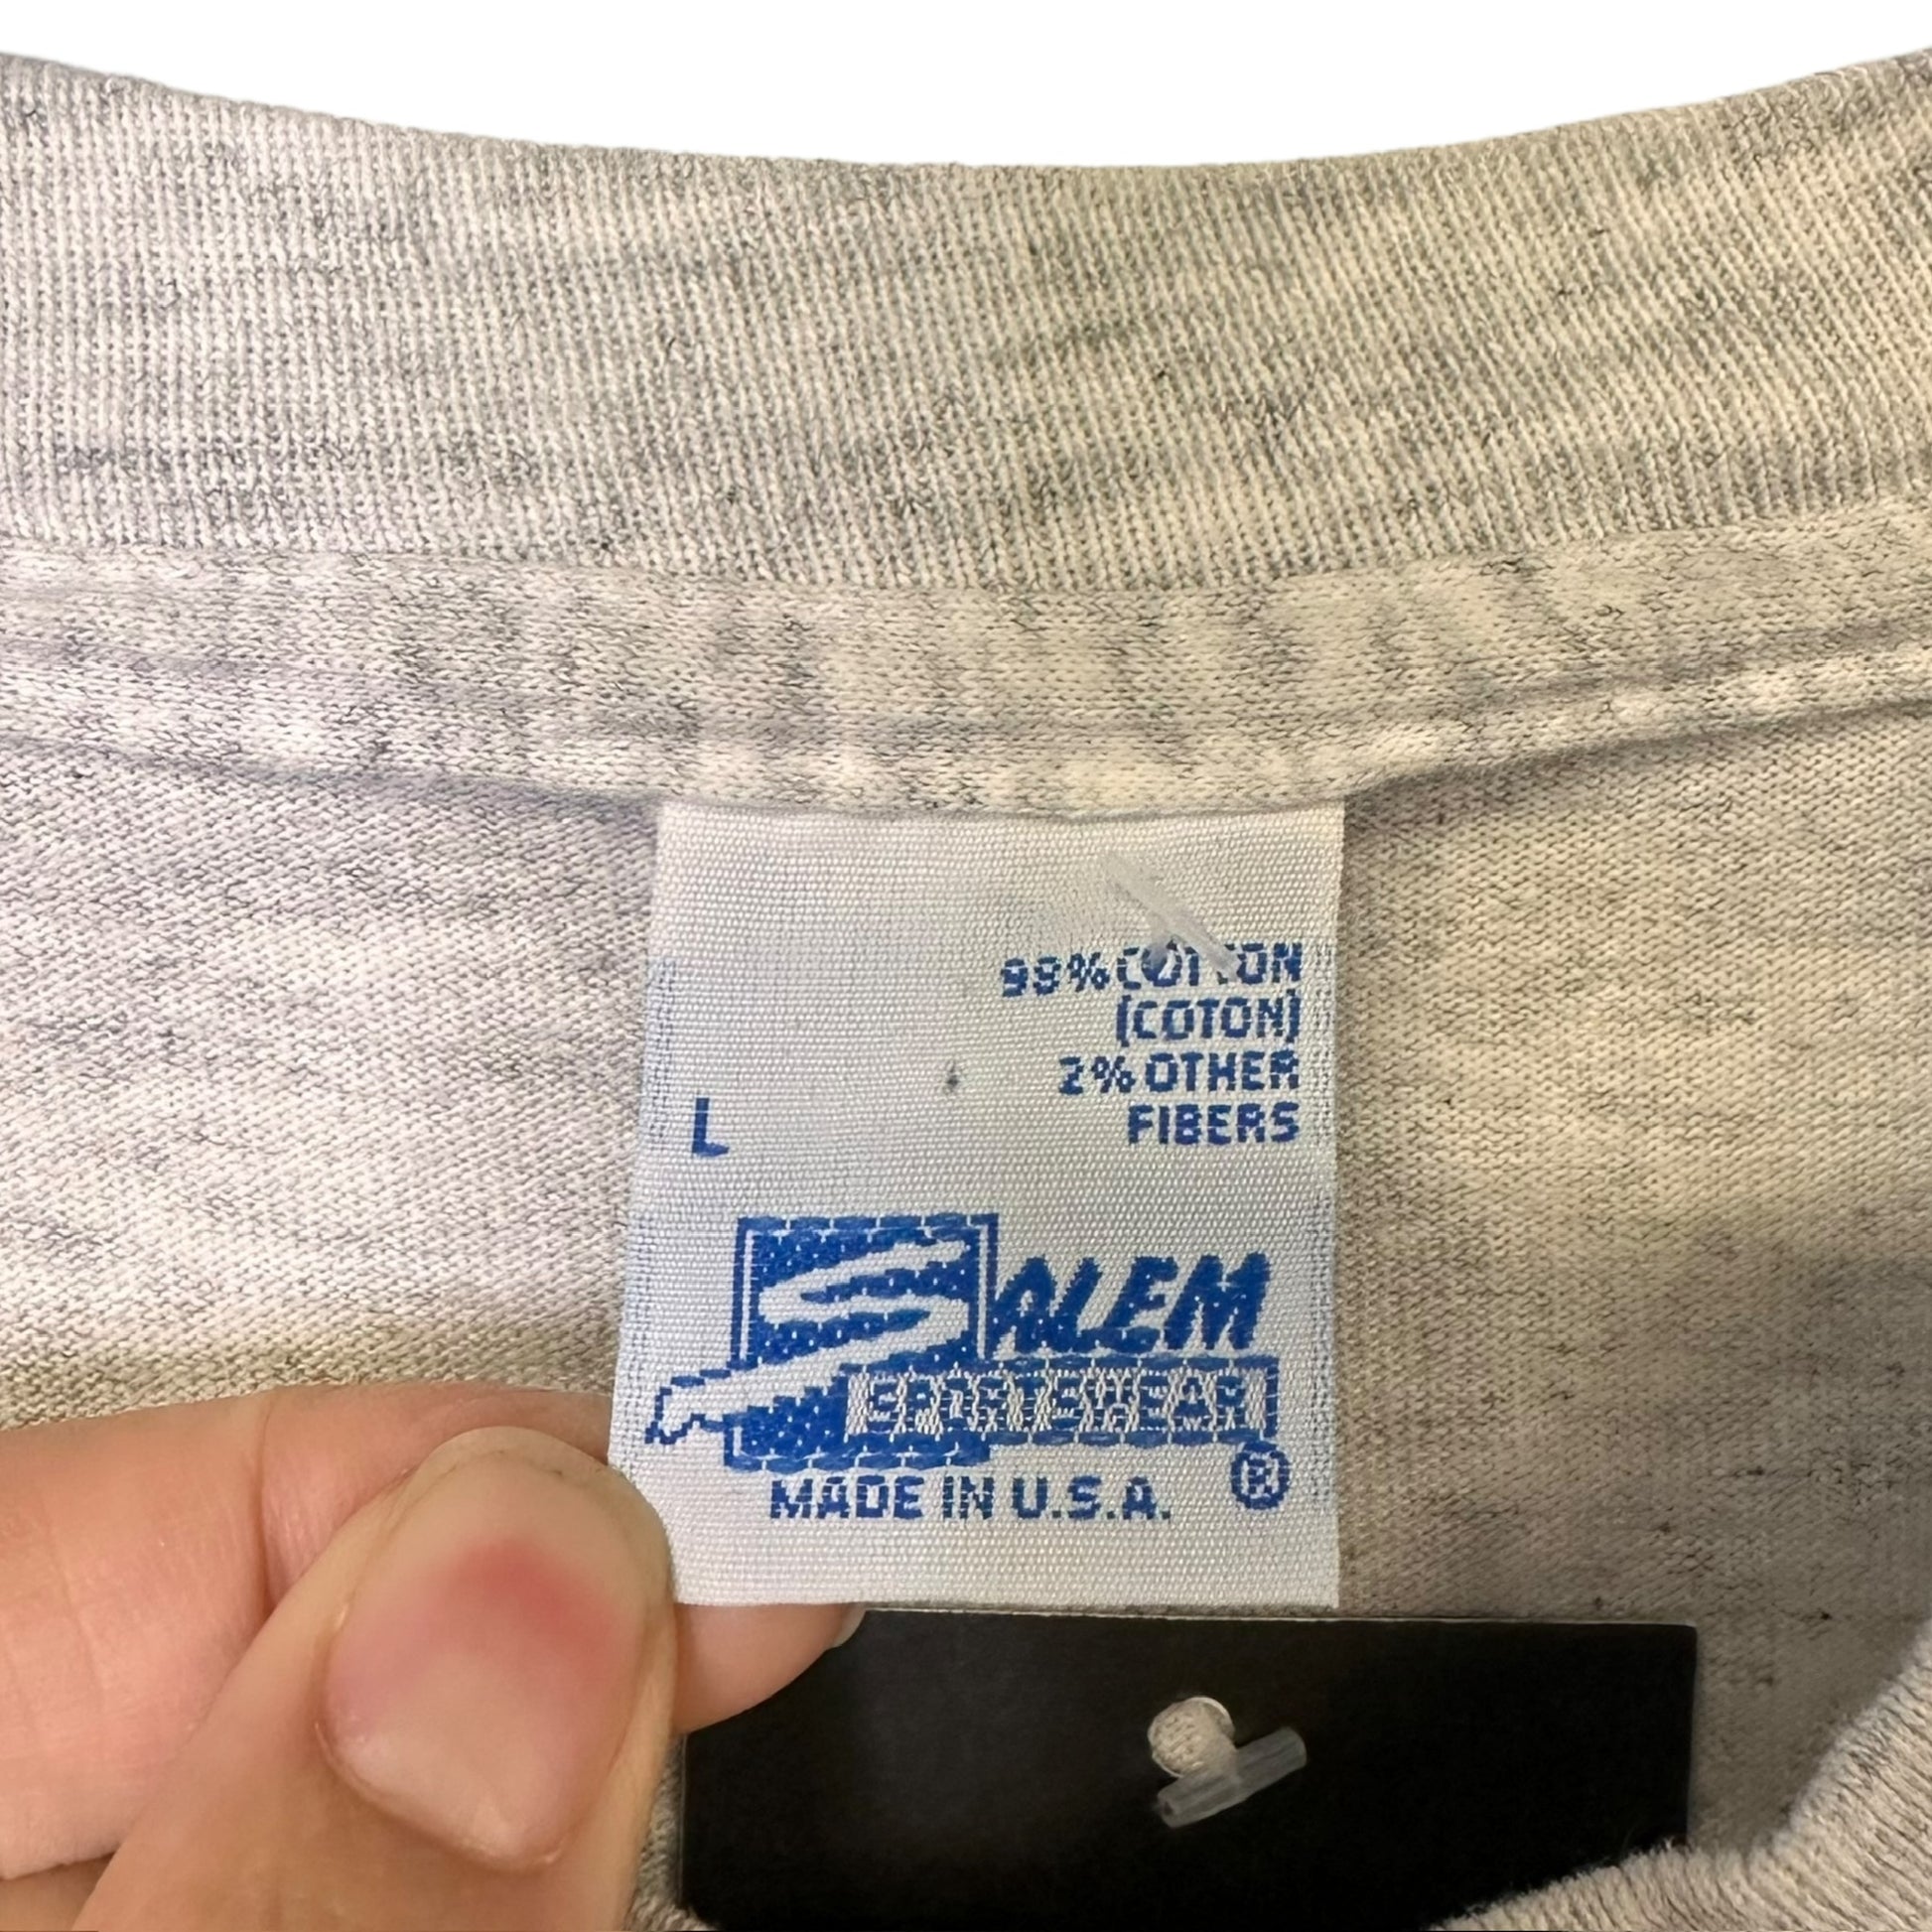 98% COTTON
(COTON)
2% OTHER
FIBERS
L
SALEM
SPORTSWEAR
®
MADE IN U.S.A.